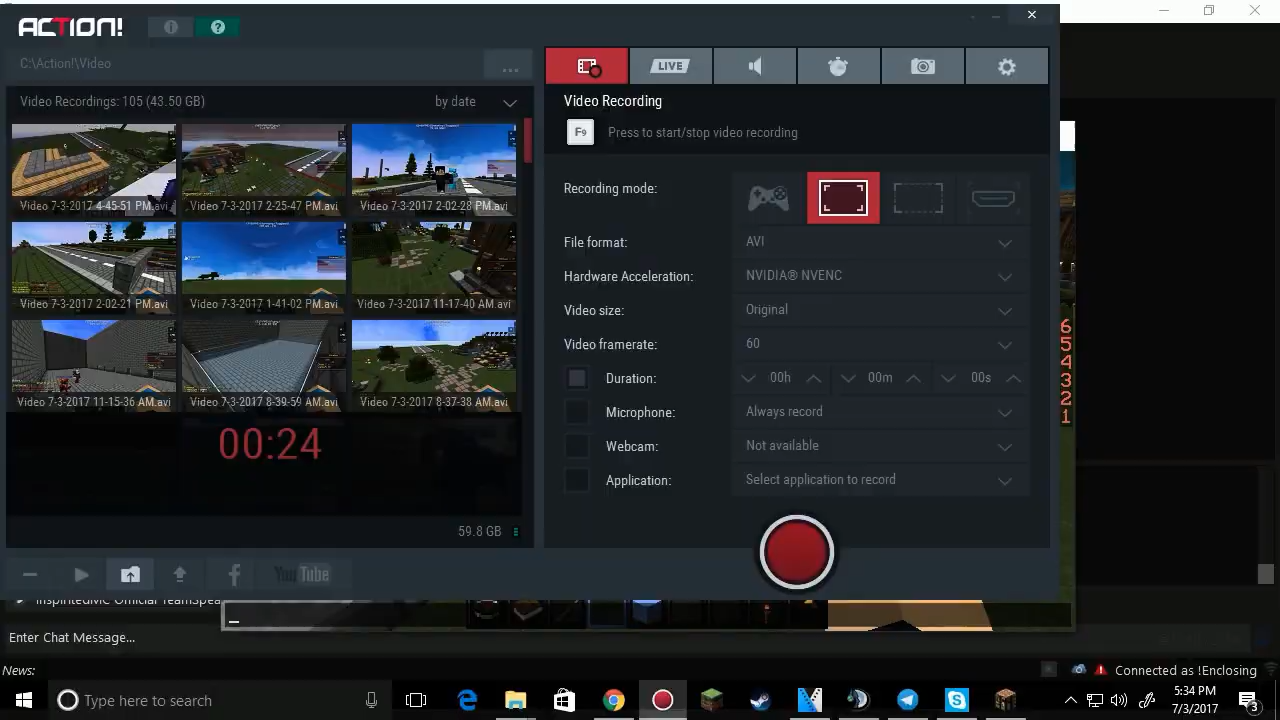 ACTION!
i
?
C:\Action!\Video
...
Video Recordings: 105 (43.50 GB)
by date
Video 7-3-2017 4-45-51 PM.avi
Video 7-3-2017 2-25-47 PM.avi
Video 7-3-2017 2-02-28 PM.avi
Video 7-3-2017 2-02-21 PM.avi
Video 7-3-2017 1-41-02 PM.avi
Video 7-3-2017 11-17-40 AM.avi
Video 7-3-2017 11-15-36 AM.avi
Video 7-3-2017 8-39-59 AM.avi
Video 7-3-2017 8-37-38 AM.avi
00:24
59.8 GB
f
YouTube
LIVE
Video Recording
F9
Press to start/stop video recording
Recording mode:
File format:
AVI
Hardware Acceleration:
NVIDIA® NVENC
Video size:
Original
Video framerate:
60
Duration:
00h
00m
00s
Microphone:
Always record
Webcam:
Not available
Application:
Select application to record
6
5
4
3
2
1
InspiritedMC Official TeamSpea
_
Enter Chat Message...
News:
Connected as !Enclosing
Type here to search
5:34 PM
7/3/2017
3